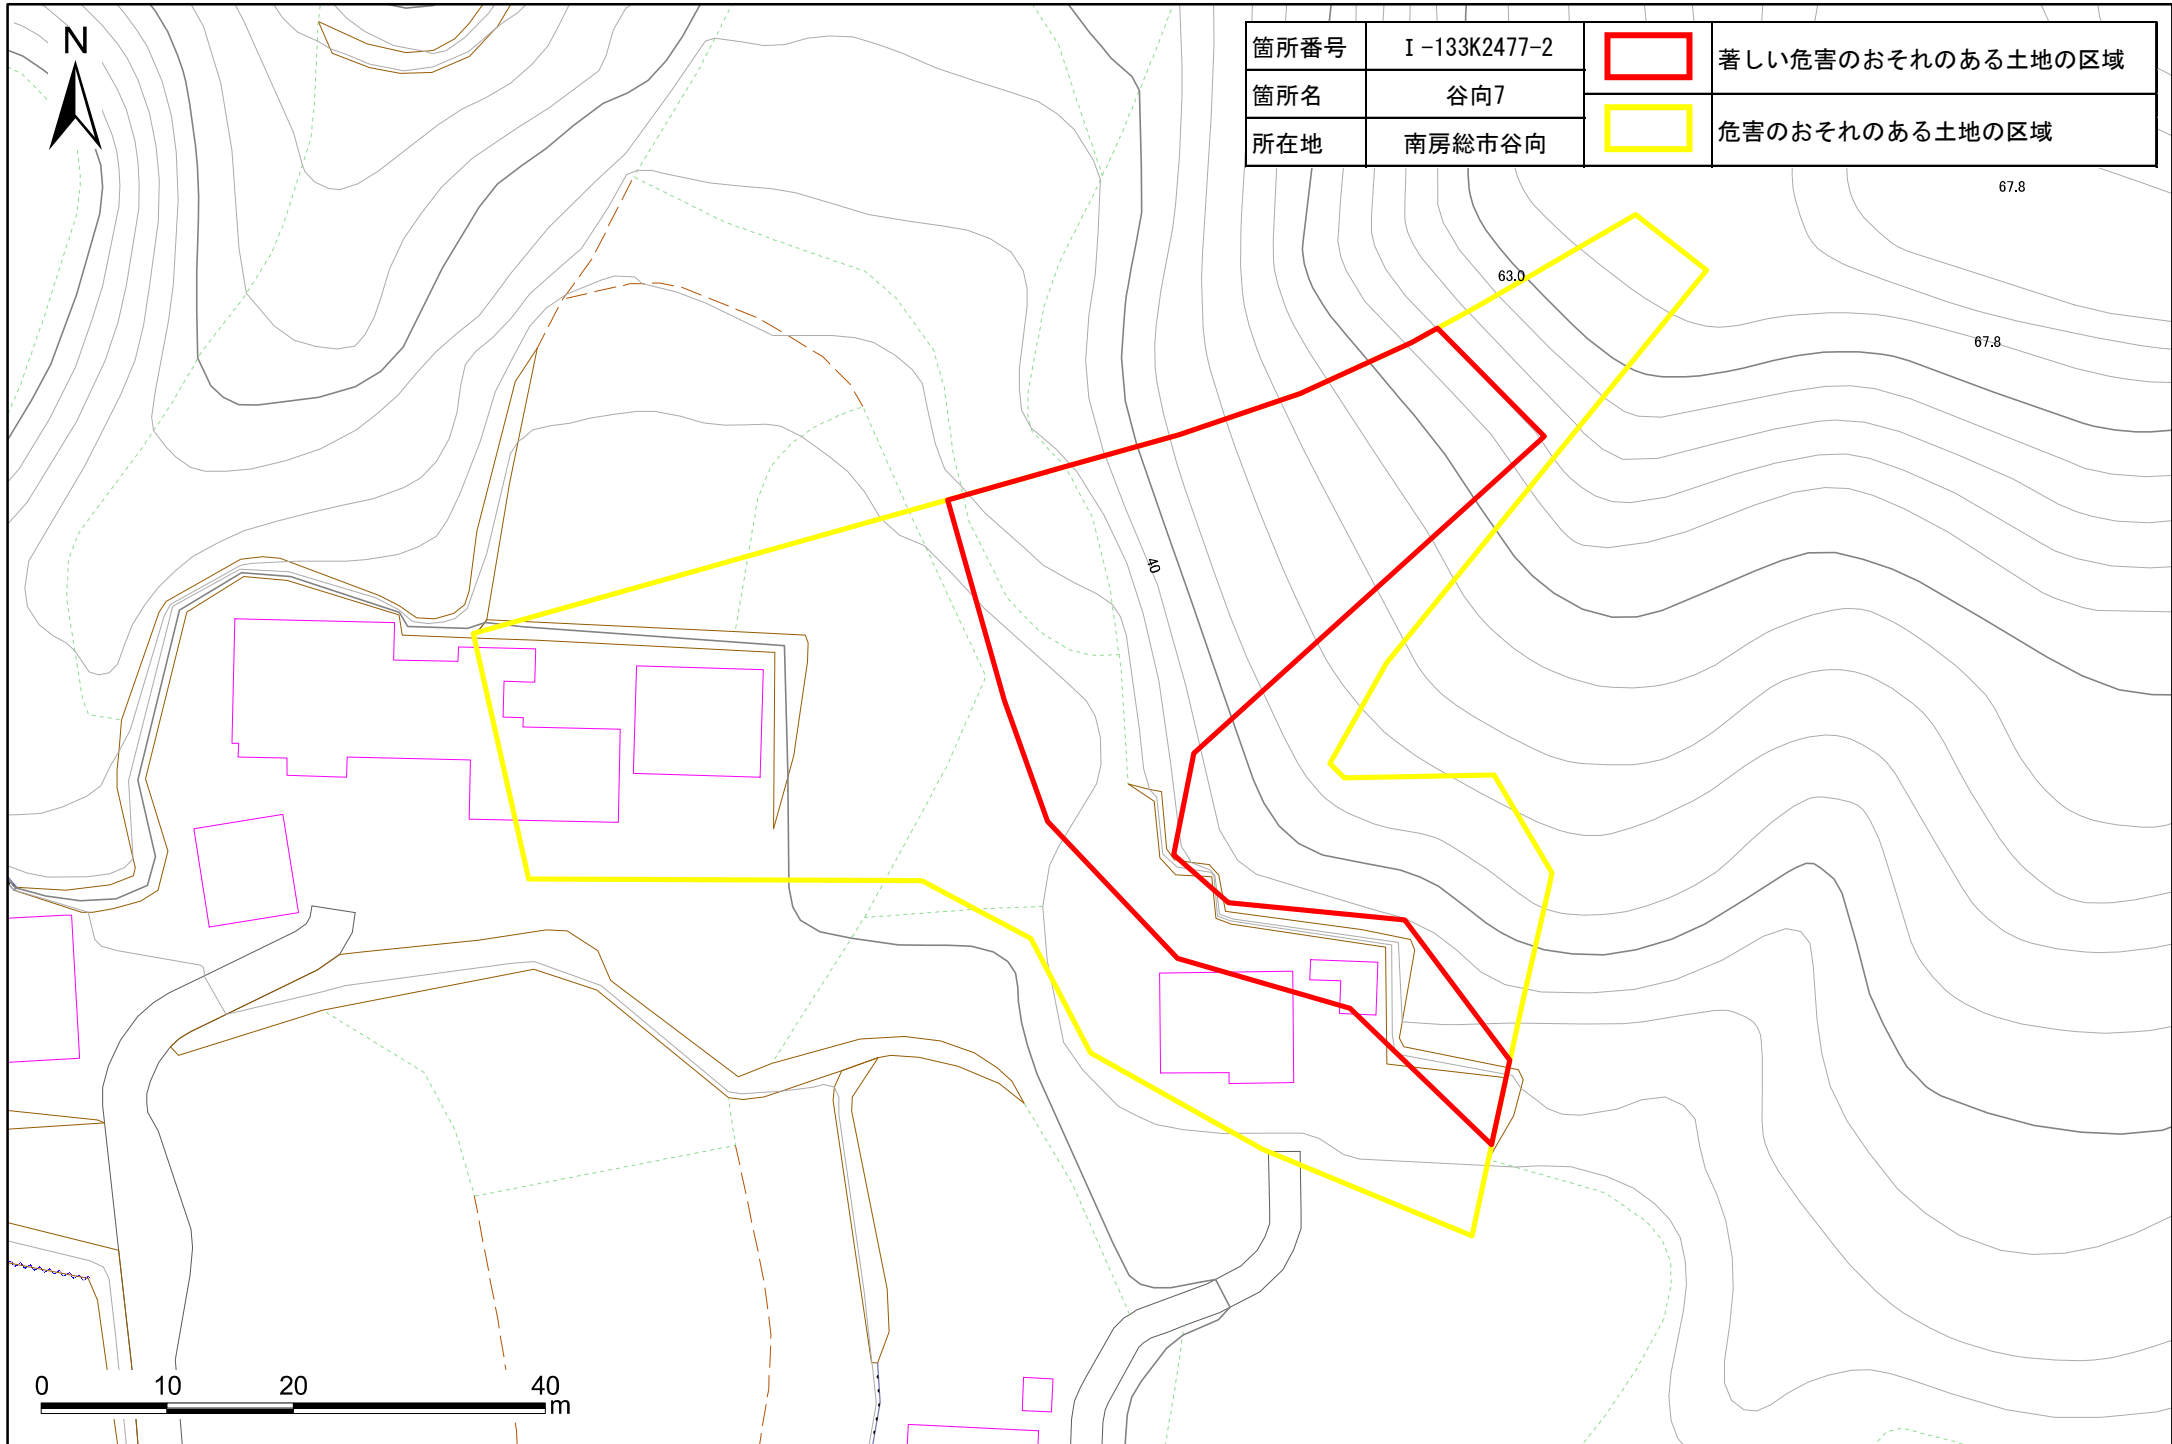 N
箇所番号 Ⅰ-133K2477-2
箇所名 谷向7
所在地 南房総市谷向
著しい危害のおそれのある土地の区域
危害のおそれのある土地の区域
67.8
63.0
67.8
40
0 10 20 40
m